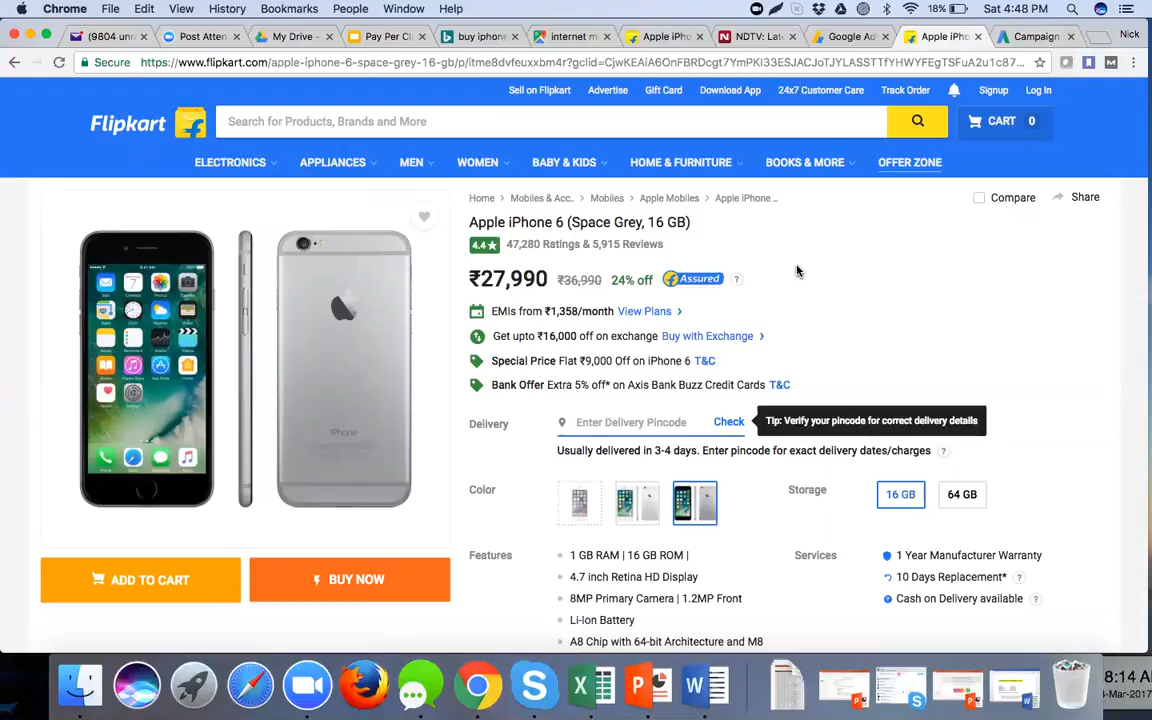 Chrome File Edit View History Bookmarks People Window Help 18% Sat 4:48 PM
(9804 unr Post Atten My Drive - Pay Per Cl buy iphone internet m Apple iPho NDTV: Lat Google Ad Apple iPho Campaign Nick
Secure https://www.flipkart.com/apple-iphone-6-space-grey-16-gb/p/
Sell on Flipkart Advertise Gift Card Download App 24x7 Customer Care Track Order Signup Log In
Flipkart Search for Products, Brands and More CART 0
ELECTRONICS APPLIANCES MEN WOMEN BABY & KIDS HOME & FURNITURE BOOKS & MORE OFFER ZONE
Home > Mobiles & Acc.. > Mobiles > Apple Mobiles > Apple iPhone ... Compare Share
Apple iPhone 6 (Space Grey, 16 GB)
4.4★ 47,280 Ratings & 5,915 Reviews
₹27,990 ₹36,990 24% off Assured ?
EMIs from ₹1,358/month View Plans >
Get upto ₹16,000 off on exchange Buy with Exchange >
Special Price Flat ₹9,000 Off on iPhone 6 T&C
Bank Offer Extra 5% off* on Axis Bank Buzz Credit Cards T&C
Delivery Enter Delivery Pincode Check Tip: Verify your pincode for correct delivery details
Usually delivered in 3-4 days. Enter pincode for exact delivery dates/charges ?
Color Storage 16 GB 64 GB
Features 1 GB RAM | 16 GB ROM | Services 1 Year Manufacturer Warranty
4.7 inch Retina HD Display 10 Days Replacement* ?
8MP Primary Camera | 1.2MP Front Cash on Delivery available ?
Li-Ion Battery
A8 Chip with 64-bit Architecture and M8
iPhone
ADD TO CART BUY NOW
8:14 A
-Mar-2017